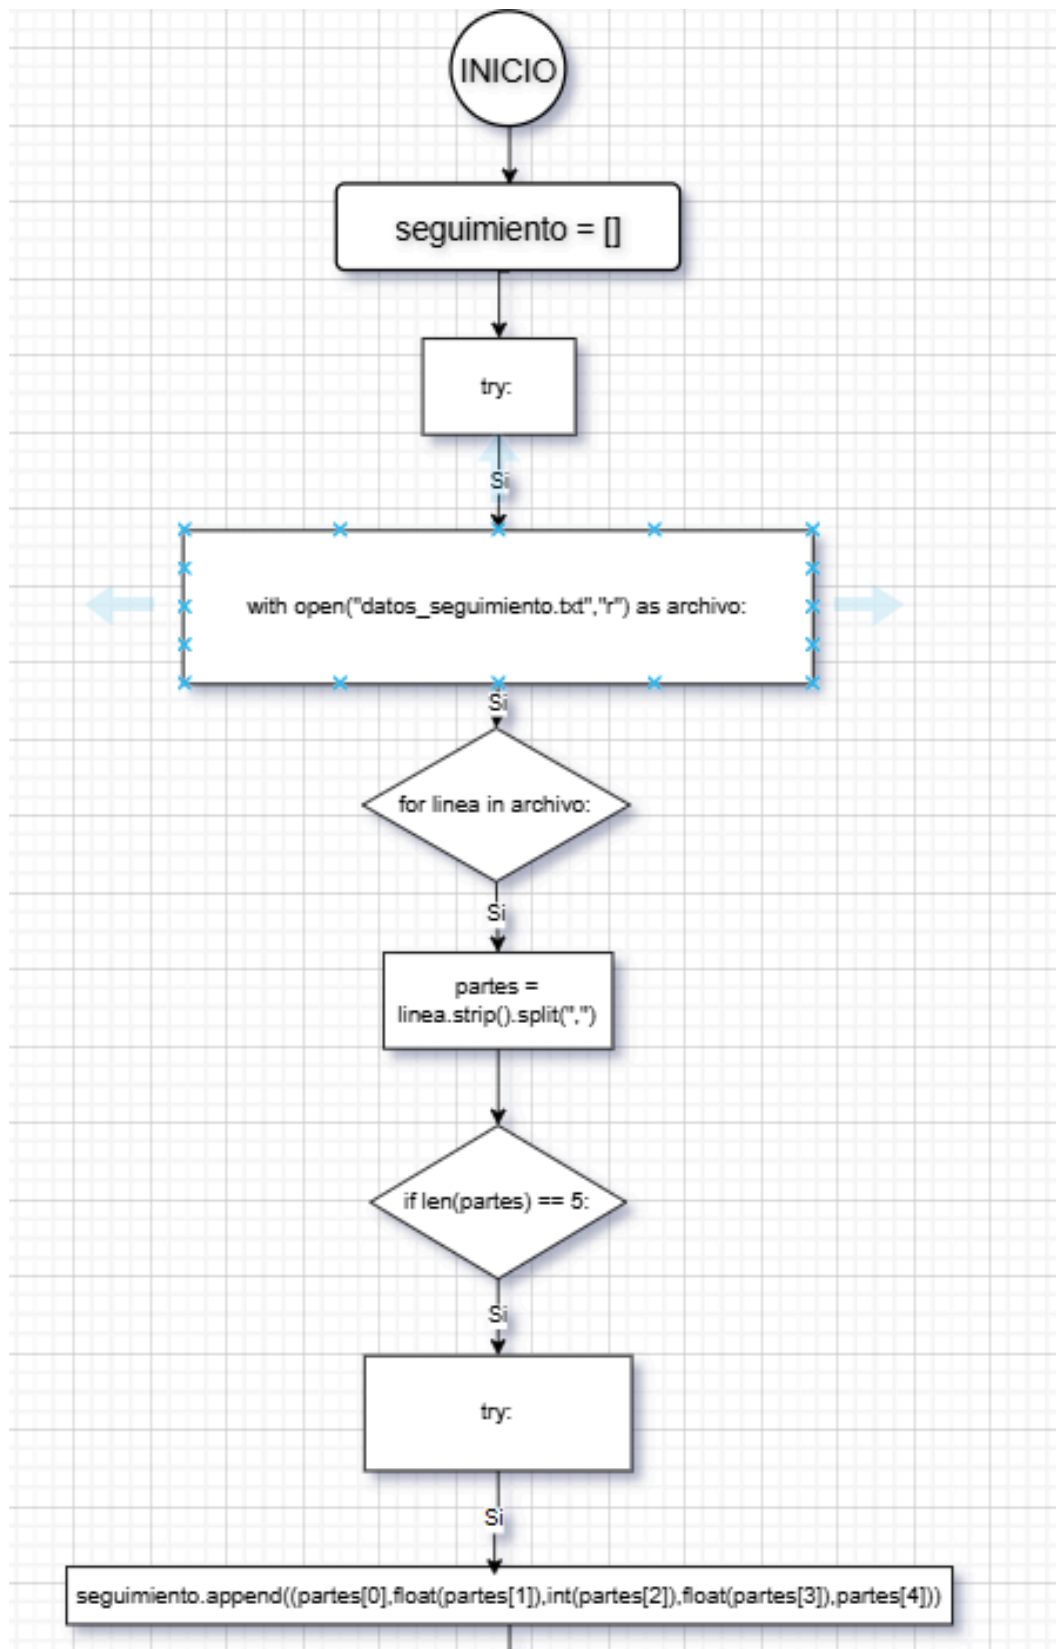 INICIO
seguimiento = []
try:
Si
with open("datos_seguimiento.txt","r") as archivo:
Si
for linea in archivo:
Si
partes =
linea.strip().split(",")
if len(partes) == 5:
Si
try:
Si
seguimiento.append((partes[0],float(partes[1]),int(partes[2]),float(partes[3]),partes[4]))